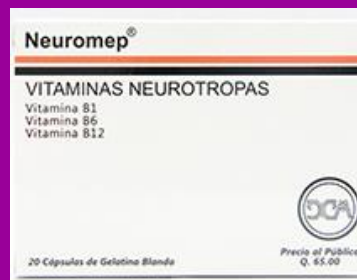 Neuromep®
VITAMINAS NEUROTROPAS
Vitamina B1
Vitamina B6
Vitamina B12
DCM
20 Cápsulas de Gelatina Blanda
Precio al Público
Q. 65.00